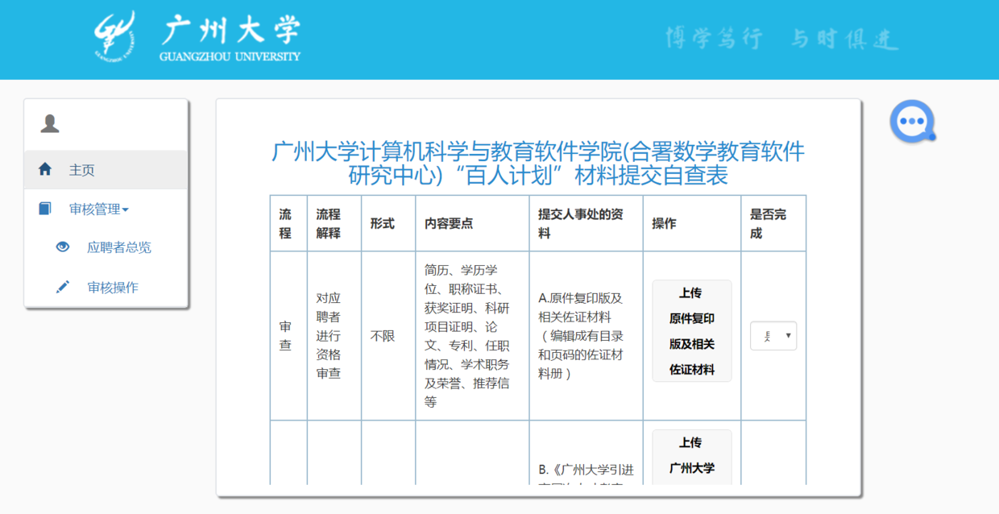 广州大学
GUANGZHOU UNIVERSITY
博学笃行 与时俱进
主页
审核管理
应聘者总览
审核操作
广州大学计算机科学与教育软件学院(合署数学教育软件
研究中心)“百人计划”材料提交自查表
流
程
流程
解释
形式
内容要点
提交人事处的资
料
操作
是否完
成
审
查
对应
聘者
进行
资格
审查
不限
简历、学历学
位、职称证书、
获奖证明、科研
项目证明、论
文、专利、任职
情况、学术职务
及荣誉、推荐信
等
A.原件复印版及
相关佐证材料
（编辑成有目录
和页码的佐证材
料册）
上传
原件复印
版及相关
佐证材料
B.《广州大学引进
上传
广州大学